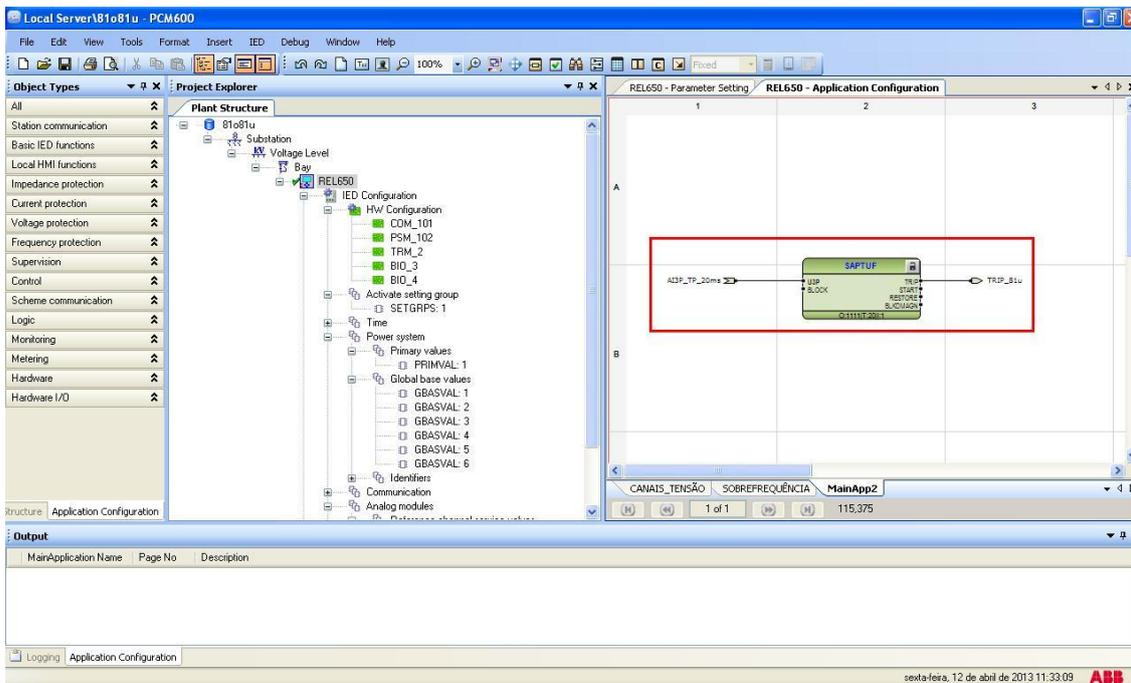 Local Server\81o81u - PCM600
File Edit View Tools Format Insert IED Debug Window Help
100% Fixed
Object Types
All
Station communication
Basic IED functions
Local HMI functions
Impedance protection
Current protection
Voltage protection
Frequency protection
Supervision
Control
Scheme communication
Logic
Monitoring
Metering
Hardware
Hardware I/O
Application Configuration
Project Explorer
Plant Structure
81o81u
Substation
Voltage Level
Bay
REL650
IED Configuration
HW Configuration
COM_101
PSM_102
TRM_2
BIO_3
BIO_4
Activate setting group
SETGRPS: 1
Time
Power system
Primary values
PRIMVAL: 1
Global base values
GBASVAL: 1
GBASVAL: 2
GBASVAL: 3
GBASVAL: 4
GBASVAL: 5
GBASVAL: 6
Identifiers
Communication
Analog modules
REL650 - Parameter Setting REL650 - Application Configuration
1 2 3
A
SAPTUF
AI3P_TP_20ms U3P TRIP TRIP_81u
BLOCK START
RESTORE
BLKDMAGN
B
CANAIS_TENSÃO SOBREFREQUÊNCIA MainApp2
1 of 1 115,375
Output
MainApplication Name Page No Description
Logging Application Configuration
sexta-feira, 12 de abril de 2013 11:33:09 ABB